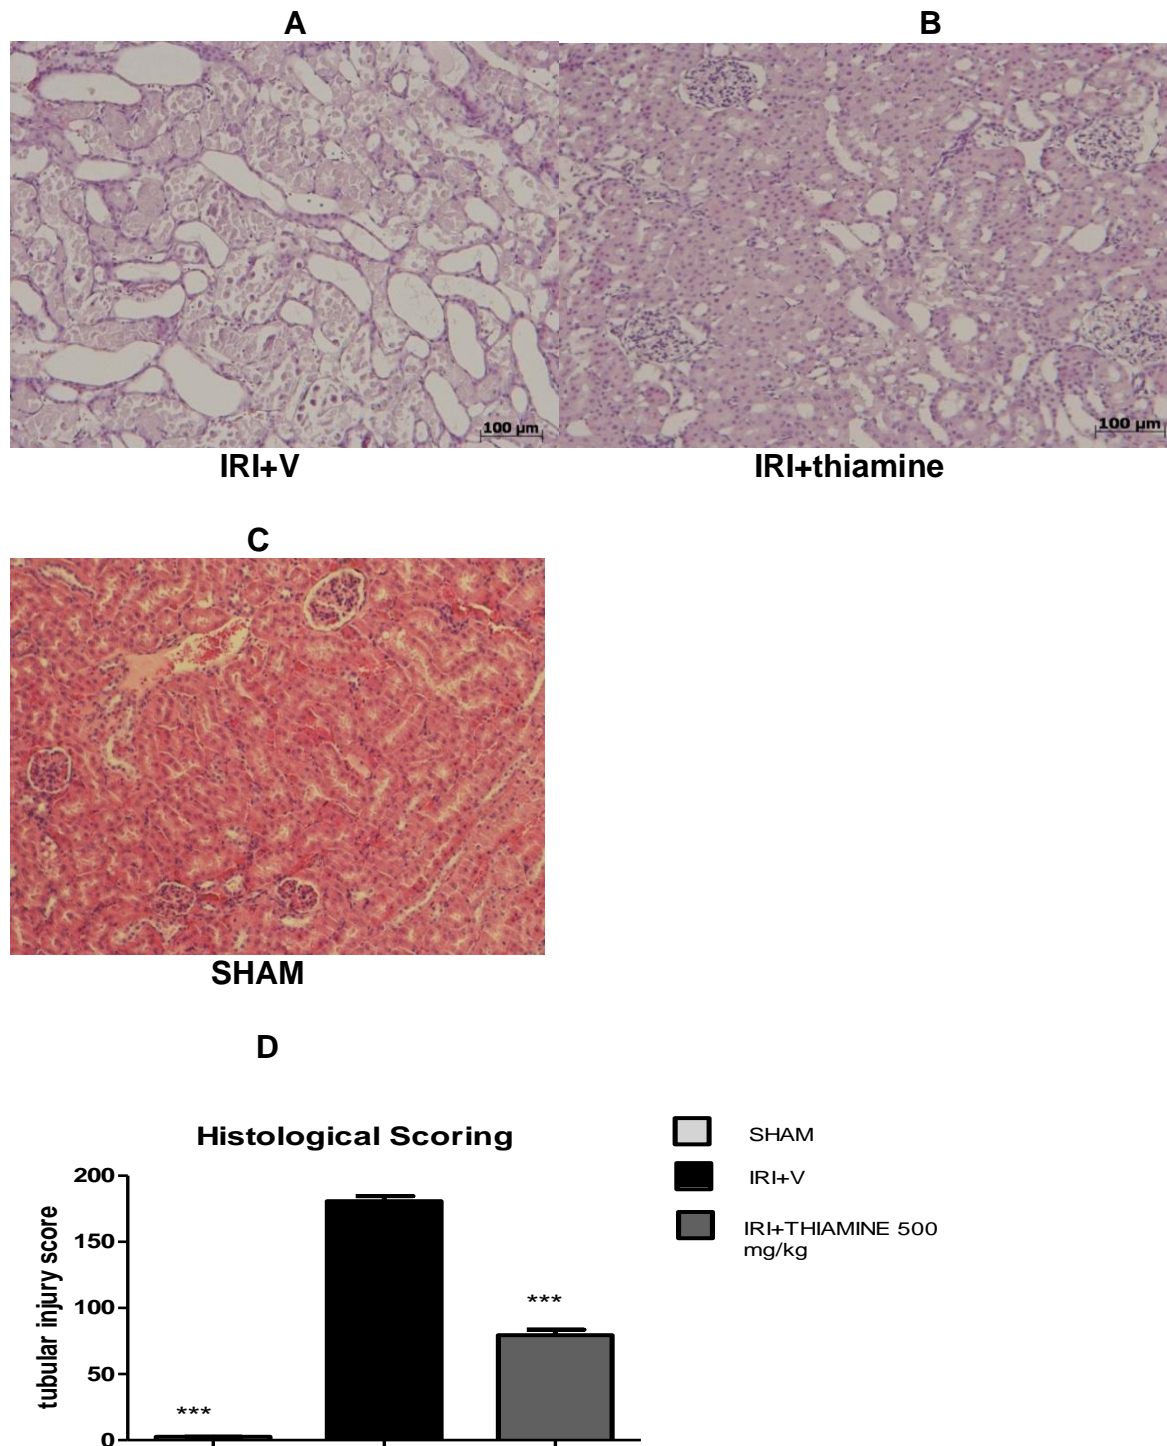 A
B
100 µm
100 µm
IRI+V
IRI+thiamine
C
SHAM
D
Histological Scoring
SHAM
IRI+V
IRI+THIAMINE 500
mg/kg
tubular injury score
200
150
100
50
0
***
***